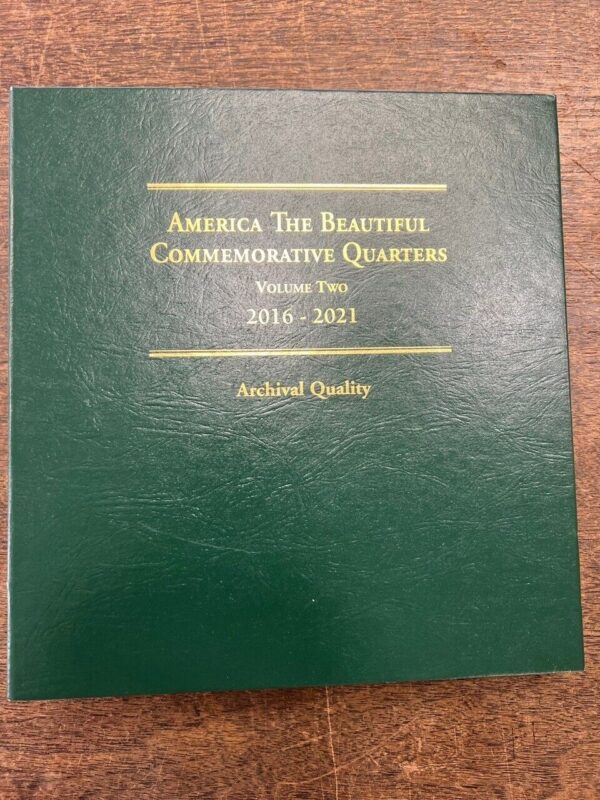 America The Beautiful
Commemorative Quarters
Volume Two
2016 - 2021
Archival Quality